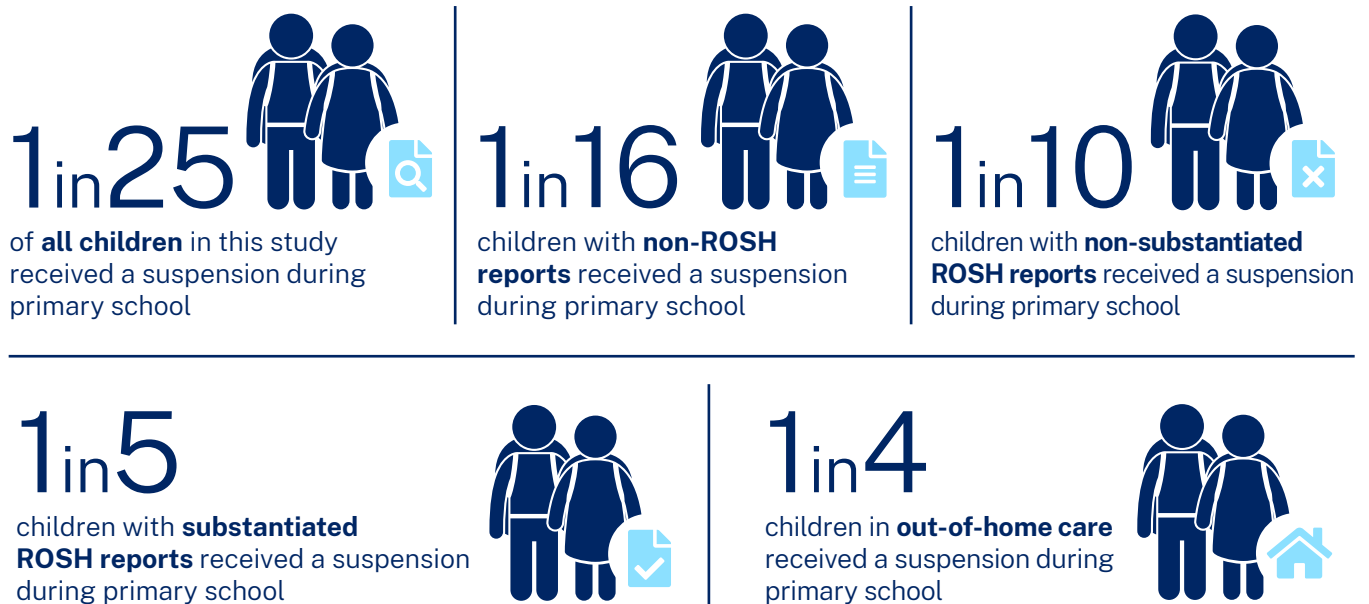 1in25
of all children in this study
received a suspension during
primary school
1in16
children with non-ROSH
reports received a suspension
during primary school
1in10
children with non-substantiated
ROSH reports received a suspension
during primary school
1in5
children with substantiated
ROSH reports received a suspension
during primary school
1in4
children in out-of-home care
received a suspension during
primary school